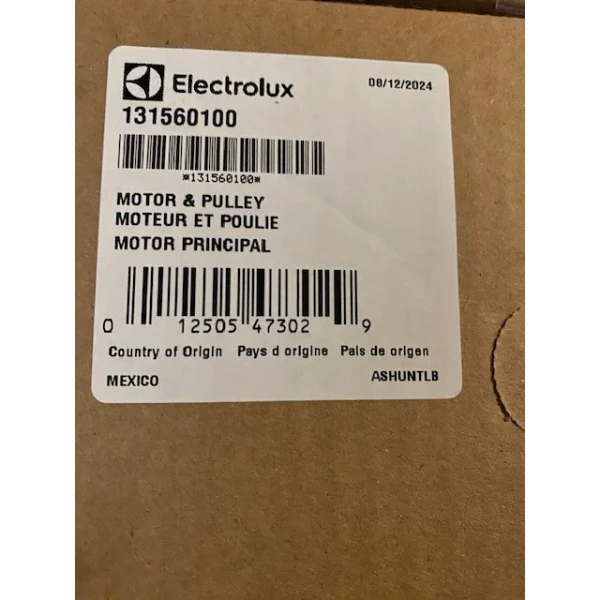 Electrolux
08/12/2024
131560100
*131560100*
MOTOR & PULLEY
MOTEUR ET POULIE
MOTOR PRINCIPAL
0 12505 47302 9
Country of Origin Pays d origine Pais de origen
MEXICO
ASHUNTLB